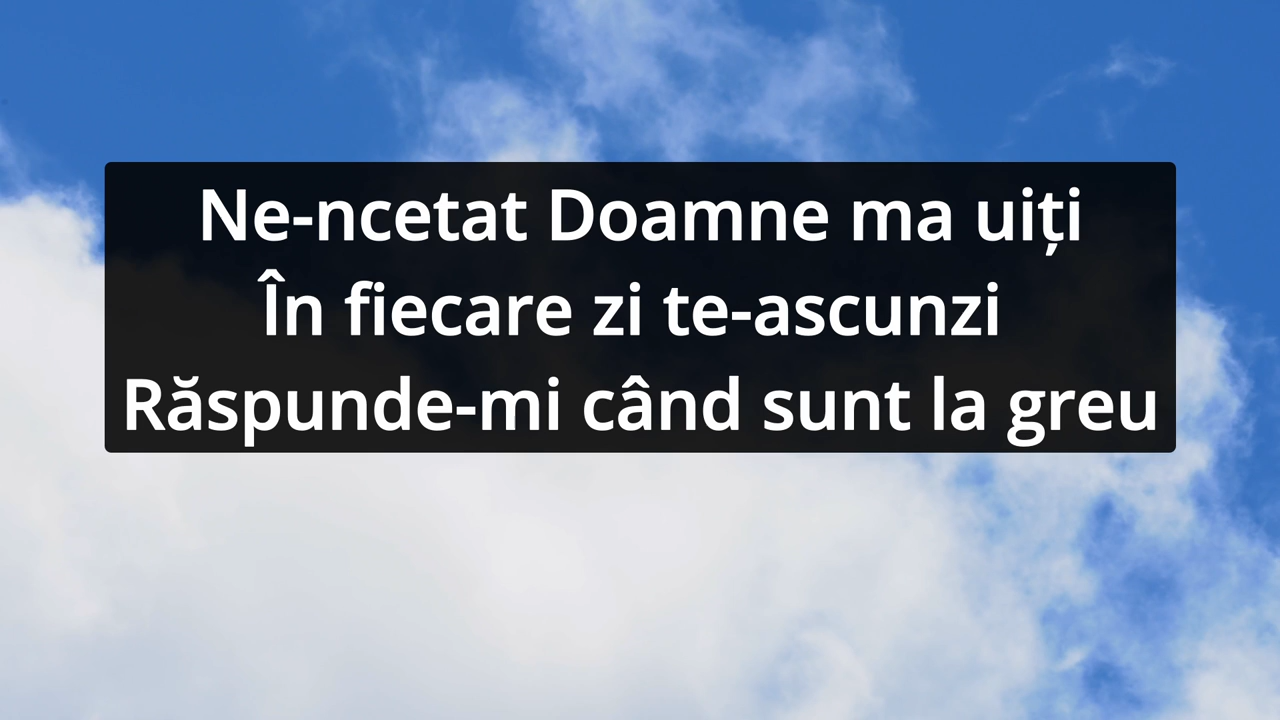 Ne-ncetat Doamne ma uiți
În fiecare zi te-ascunzi
Răspunde-mi când sunt la greu